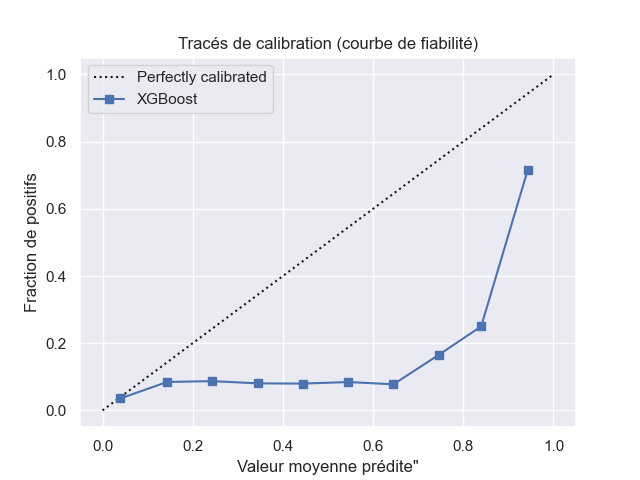 Tracés de calibration (courbe de fiabilité)
Perfectly calibrated
XGBoost
Fraction de positifs
1.0
0.8
0.6
0.4
0.2
0.0
0.0 0.2 0.4 0.6 0.8 1.0
Valeur moyenne prédite"